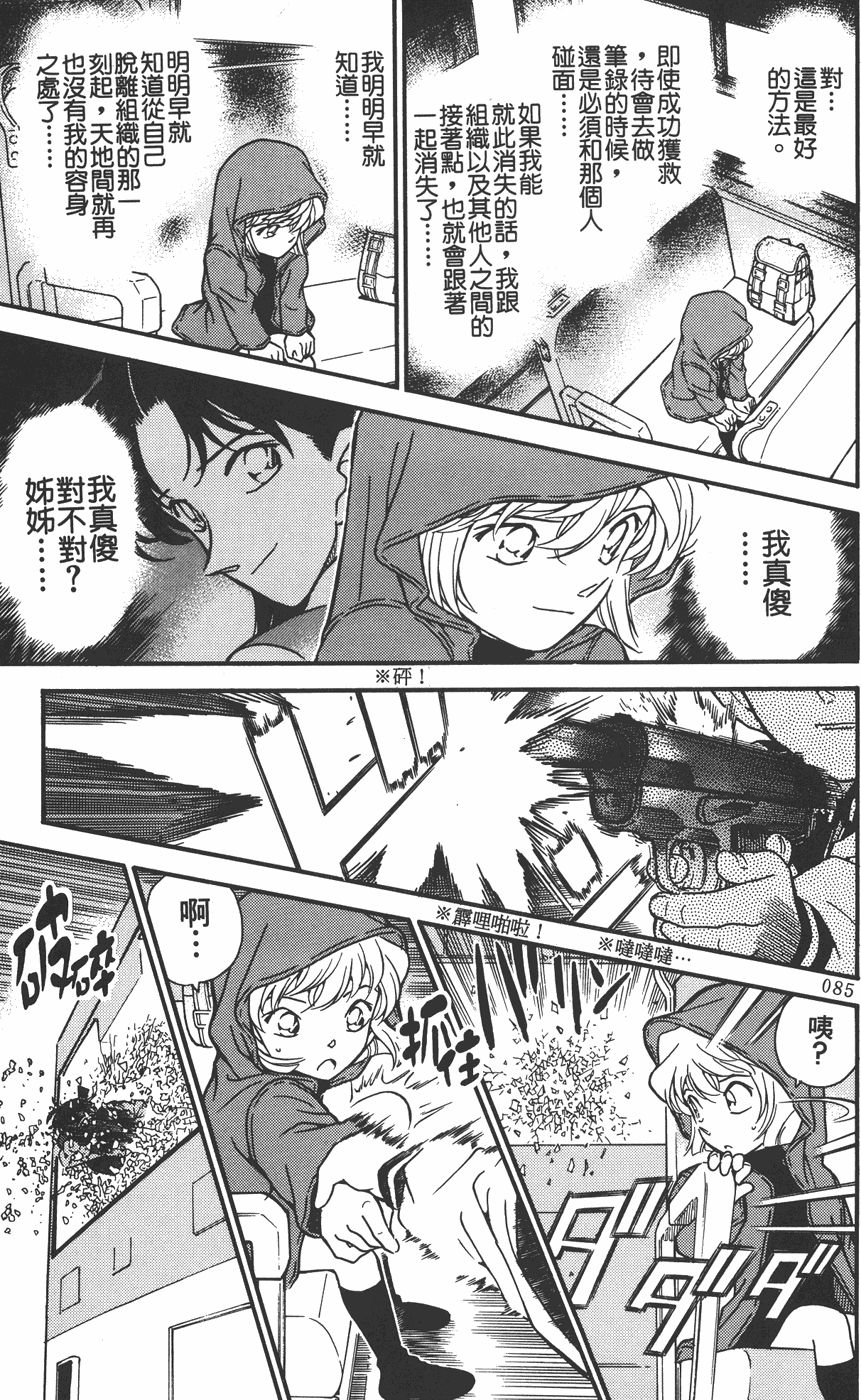 對…
這是最好
的方法。
即使成功獲救
，待會去做
筆錄的時候，
還是必須和那個人
碰面……
如果我能
就此消失的話，我跟
組織以及其他人之間的
接著點，也就會跟著
一起消失了……
我明明早就
知道……
明明早就
知道從自己
脫離組織的那一
刻起，天地間就再
也沒有我的容身
之處了……
我真傻
……
我真傻
對不對？
姊姊……
※砰！
※霹哩啪啦！
※噠噠噠…
085
咦？
ダダダ
抓住
啊…